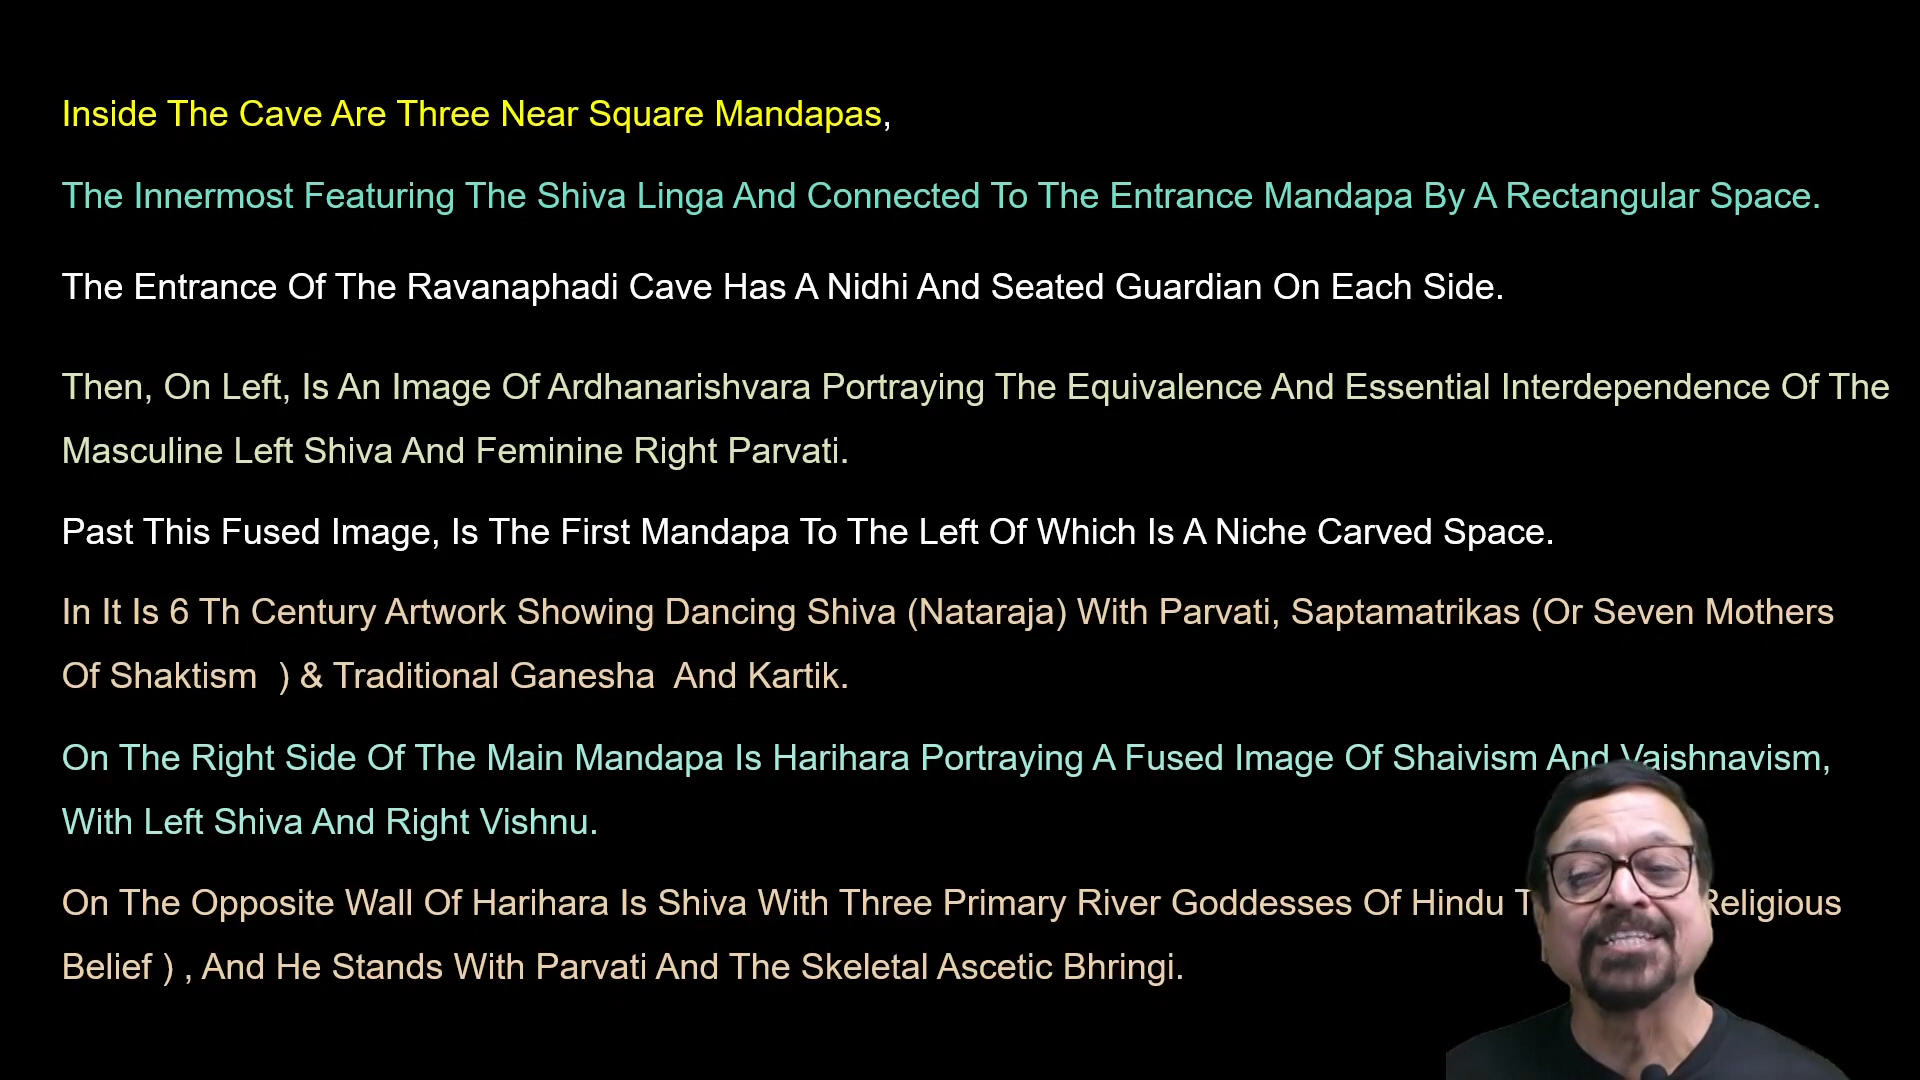 Inside The Cave Are Three Near Square Mandapas,
The Innermost Featuring The Shiva Linga And Connected To The Entrance Mandapa By A Rectangular Space.
The Entrance Of The Ravanaphadi Cave Has A Nidhi And Seated Guardian On Each Side.
Then, On Left, Is An Image Of Ardhanarishvara Portraying The Equivalence And Essential Interdependence Of The
Masculine Left Shiva And Feminine Right Parvati.
Past This Fused Image, Is The First Mandapa To The Left Of Which Is A Niche Carved Space.
In It Is 6 Th Century Artwork Showing Dancing Shiva (Nataraja) With Parvati, Saptamatrikas (Or Seven Mothers
Of Shaktism ) & Traditional Ganesha And Kartik.
On The Right Side Of The Main Mandapa Is Harihara Portraying A Fused Image Of Shaivism And Vaishnavism,
With Left Shiva And Right Vishnu.
On The Opposite Wall Of Harihara Is Shiva With Three Primary River Goddesses Of Hindu Religious
Belief ) , And He Stands With Parvati And The Skeletal Ascetic Bhringi.